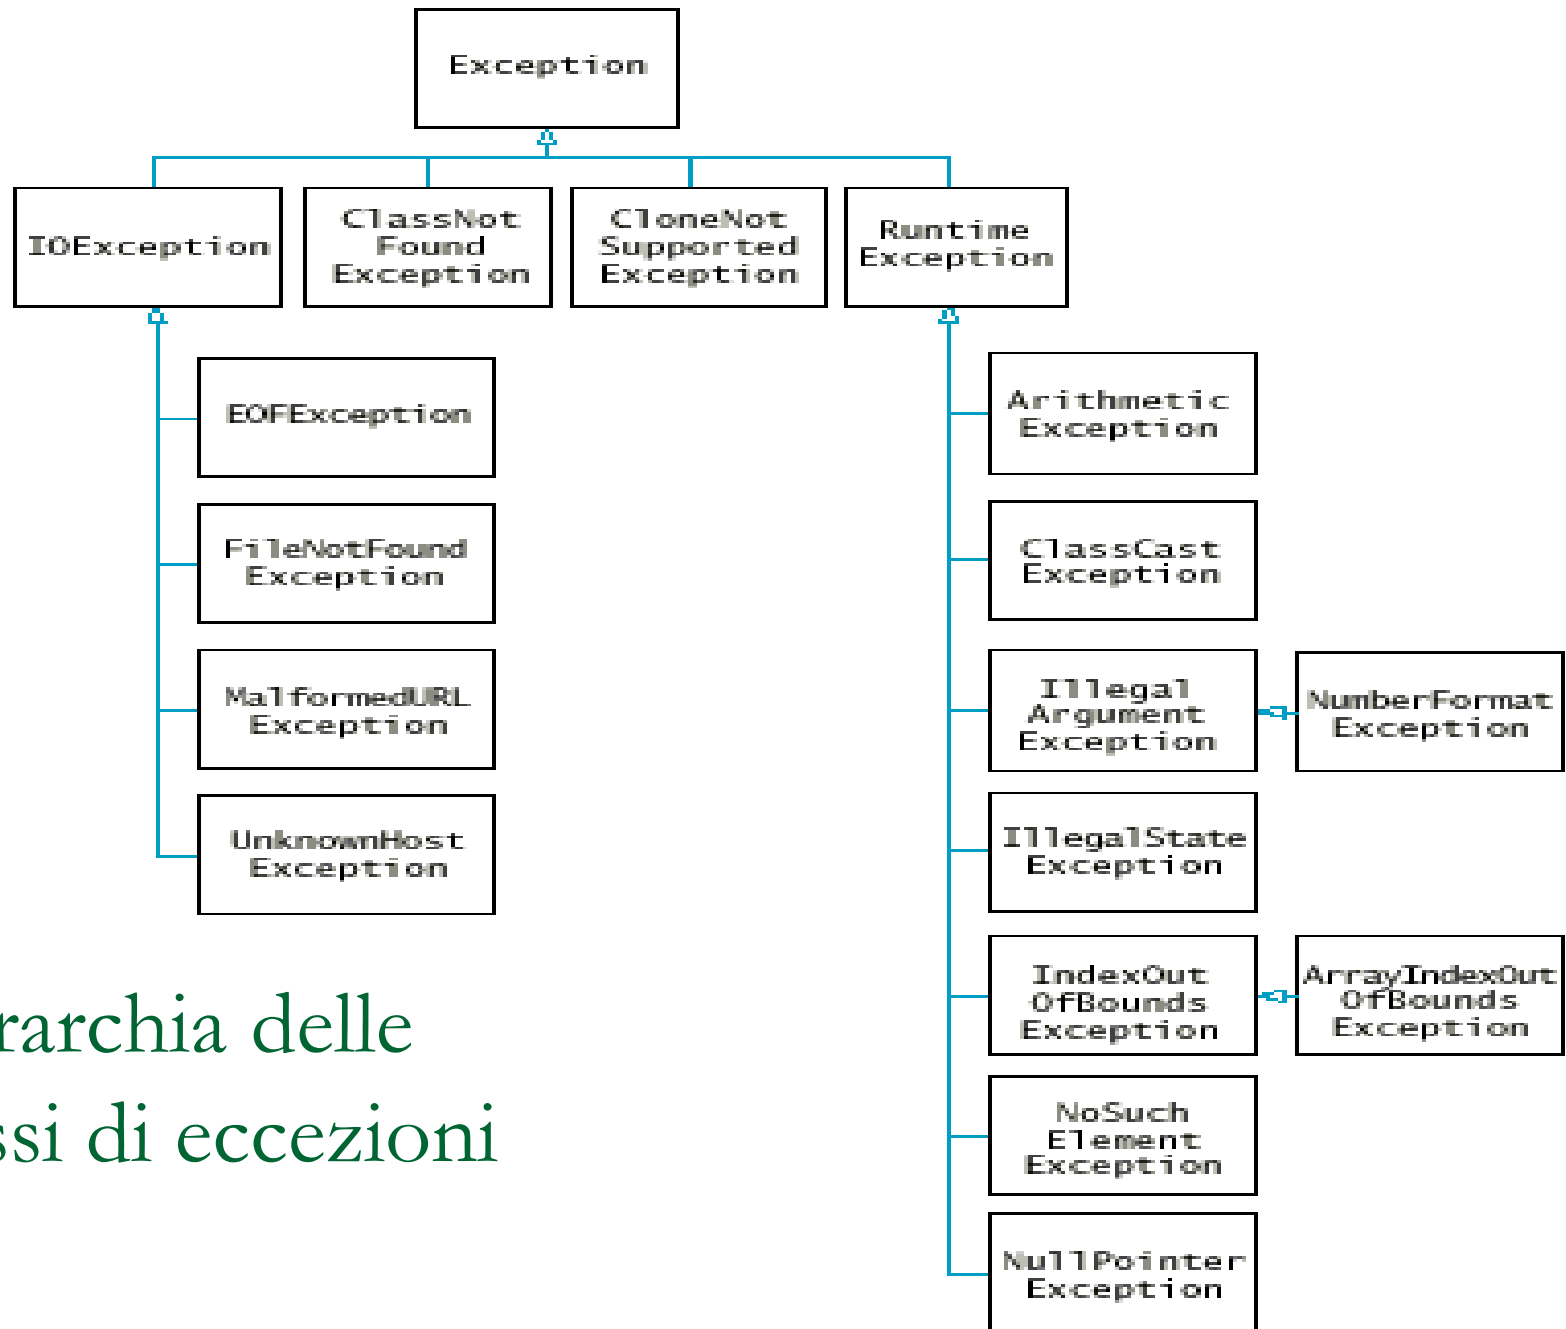 Exception
IOException
ClassNot
Found
Exception
CloneNot
Supported
Exception
Runtime
Exception
EOFException
FileNotFound
Exception
MalformedURL
Exception
UnknownHost
Exception
Arithmetic
Exception
ClassCast
Exception
Illegal
Argument
Exception
NumberFormat
Exception
IllegalState
Exception
IndexOut
OfBounds
Exception
ArrayIndexOut
OfBounds
Exception
NoSuch
Element
Exception
NullPointer
Exception
rarchia delle
ssi di eccezioni